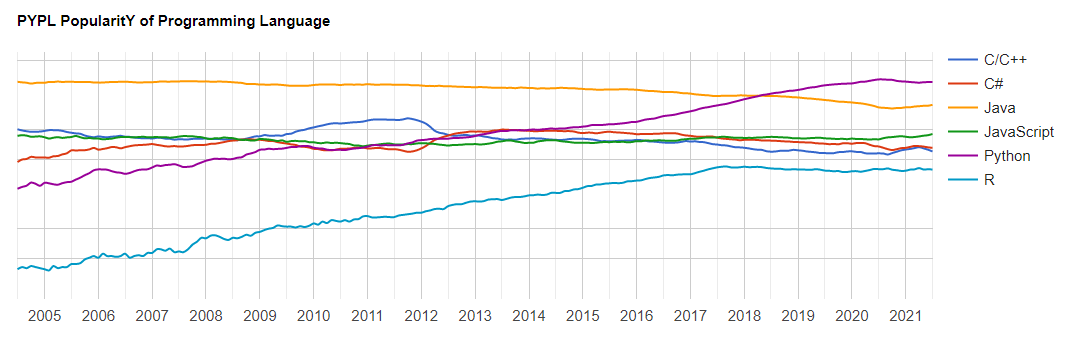 PYPL PopularitY of Programming Language
C/C++
C#
Java
JavaScript
Python
R
2005 2006 2007 2008 2009 2010 2011 2012 2013 2014 2015 2016 2017 2018 2019 2020 2021